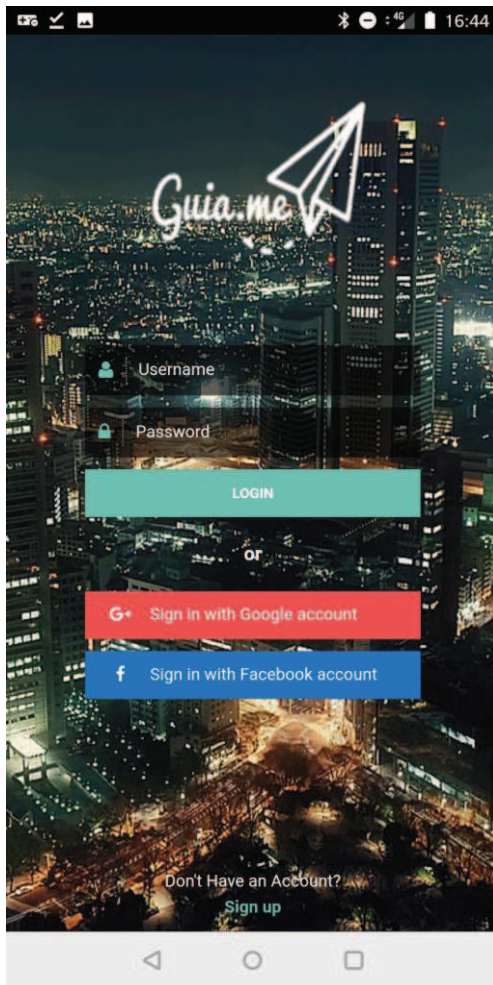 4G 16:44
Guia.me
Username
Password
LOGIN
or
G+ Sign in with Google account
f Sign in with Facebook account
Don't Have an Account?
Sign up